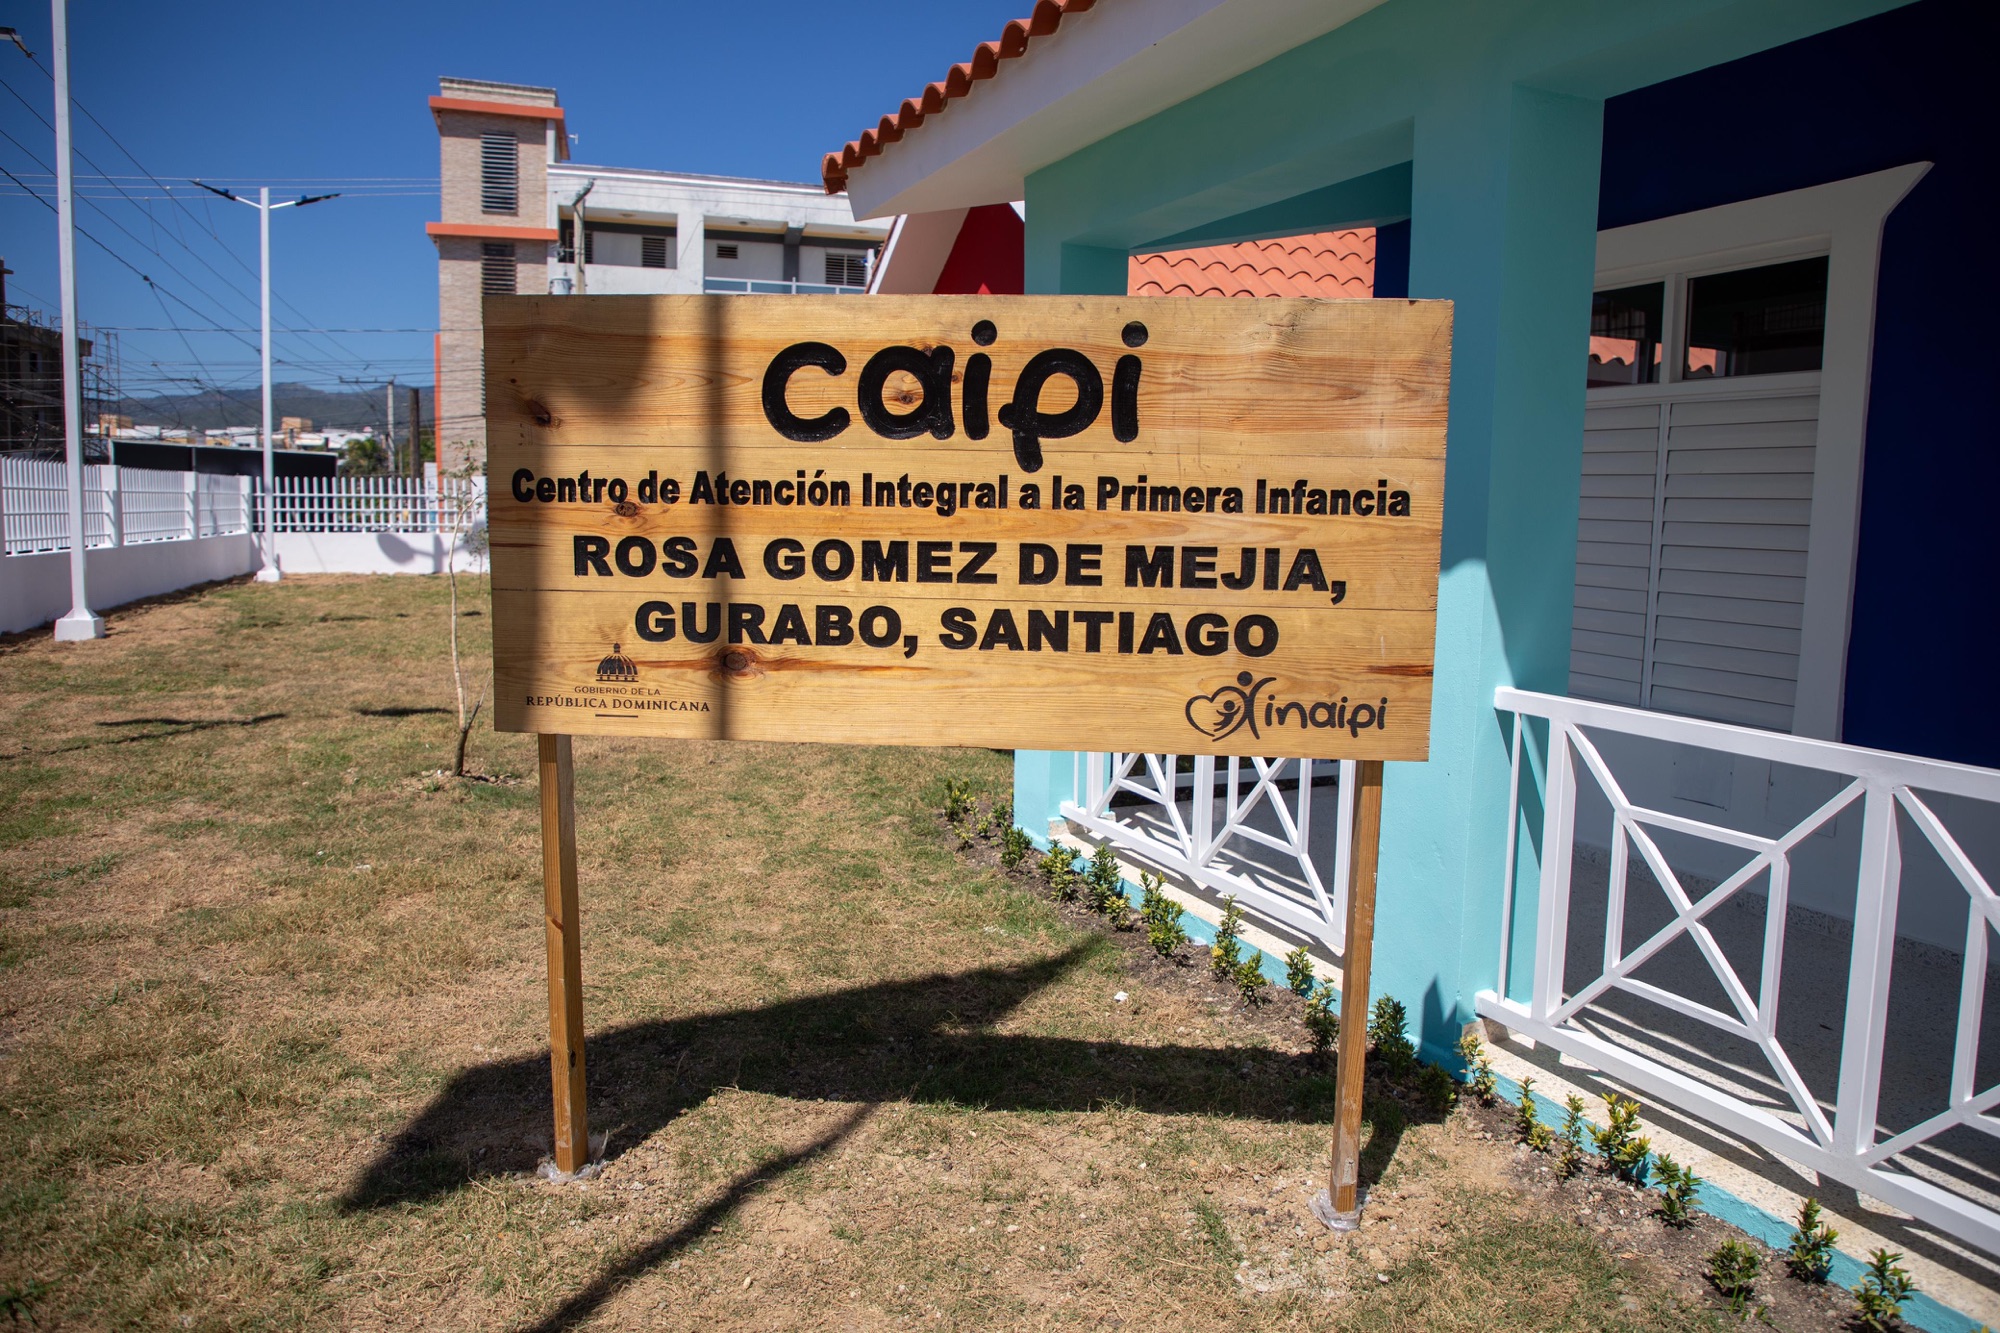 caipi
Centro de Atención Integral a la Primera Infancia
ROSA GOMEZ DE MEJIA,
GURABO, SANTIAGO
GOBIERNO DE LA
REPÚBLICA DOMINICANA
inaipi